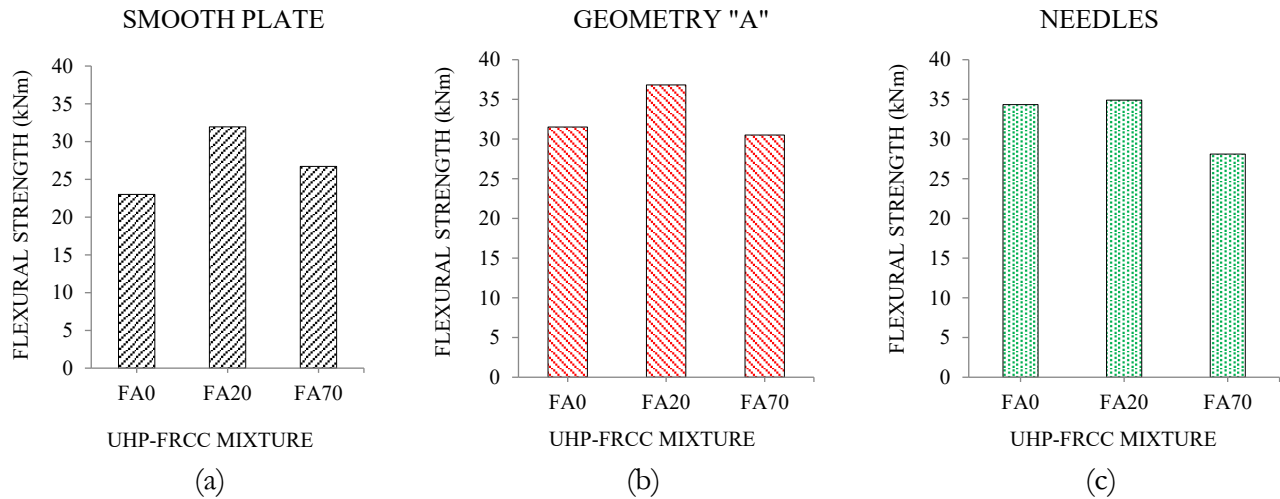 SMOOTH PLATE
FLEXURAL STRENGTH (kNm)
40
35
30
25
20
15
10
5
0
FA0 FA20 FA70
UHP-FRCC MIXTURE
(a)
GEOMETRY "A"
FLEXURAL STRENGTH (kNm)
40
35
30
25
20
15
10
5
0
FA0 FA20 FA70
UHP-FRCC MIXTURE
(b)
NEEDLES
FLEXURAL STRENGTH (kNm)
40
35
30
25
20
15
10
5
0
FA0 FA20 FA70
UHP-FRCC MIXTURE
(c)